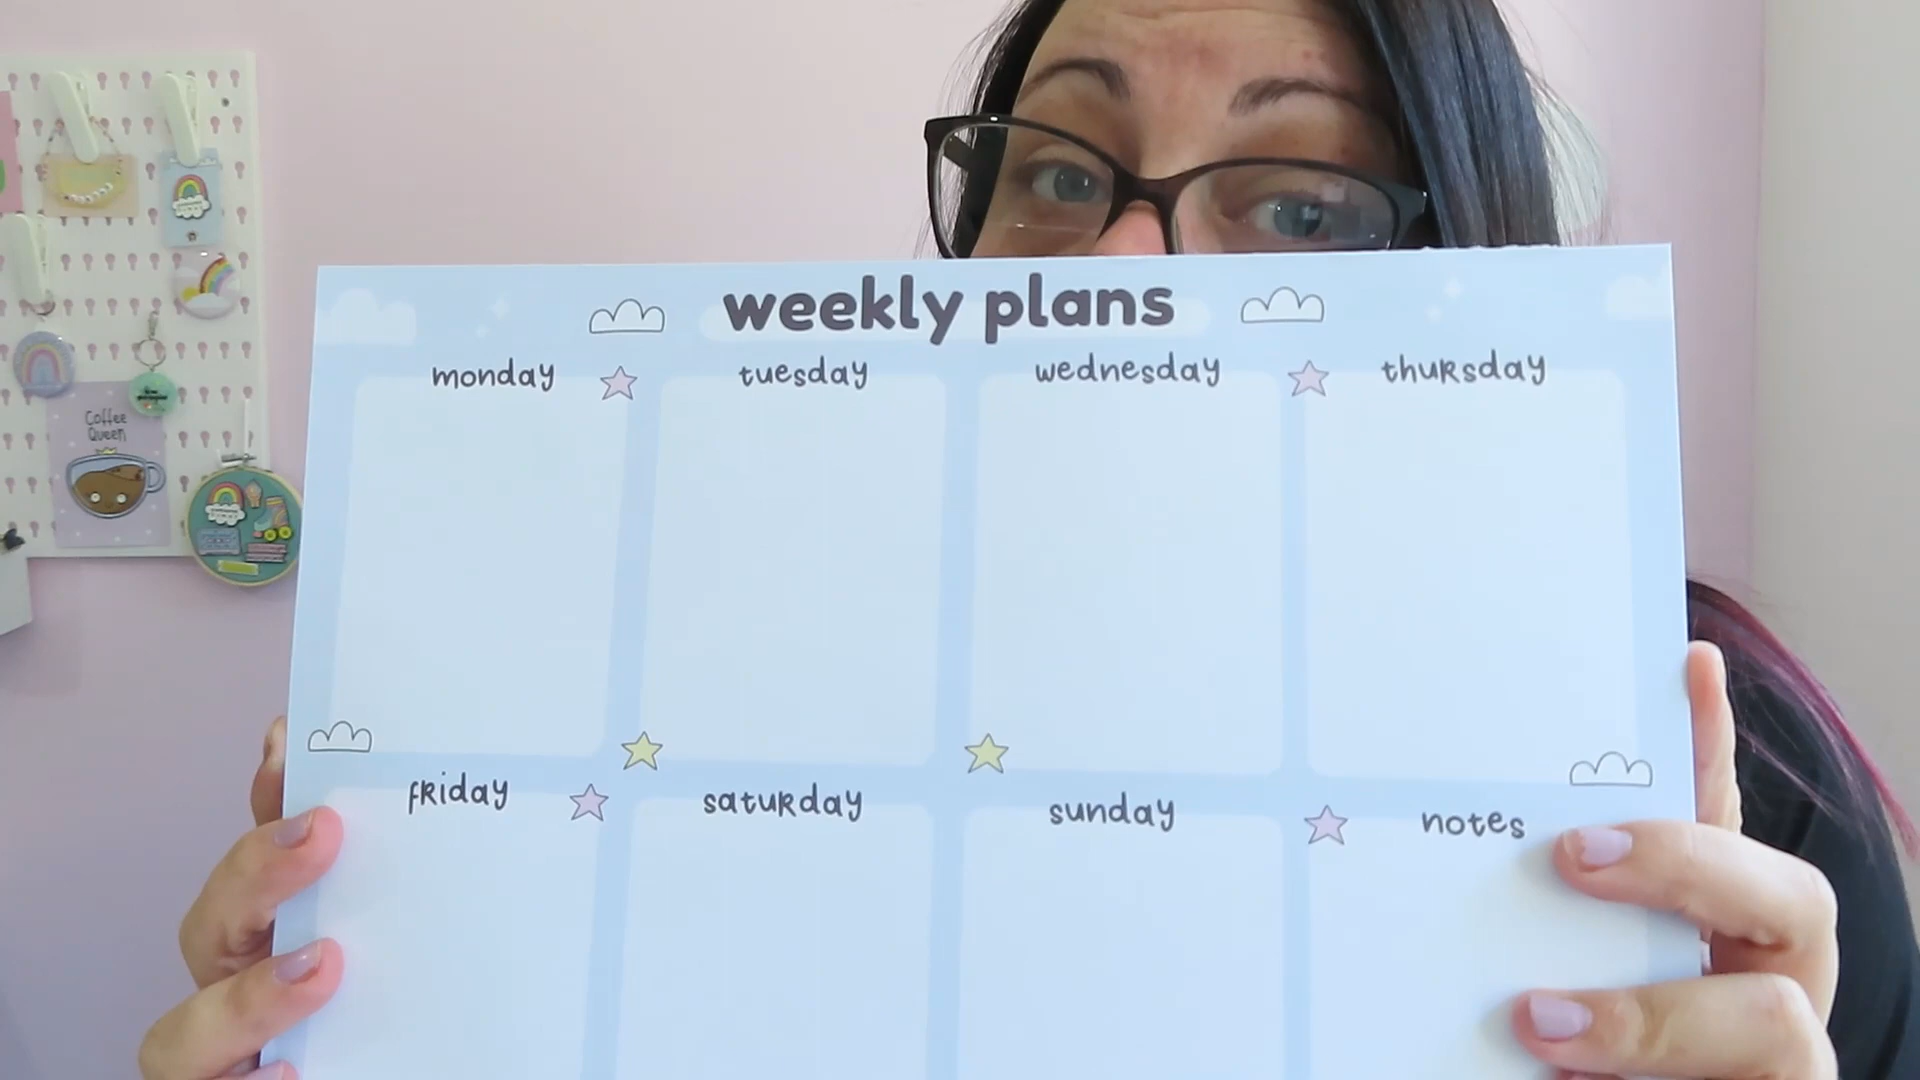 weekly plans
monday tuesday wednesday thursday
friday saturday sunday notes
Coffee
Queen